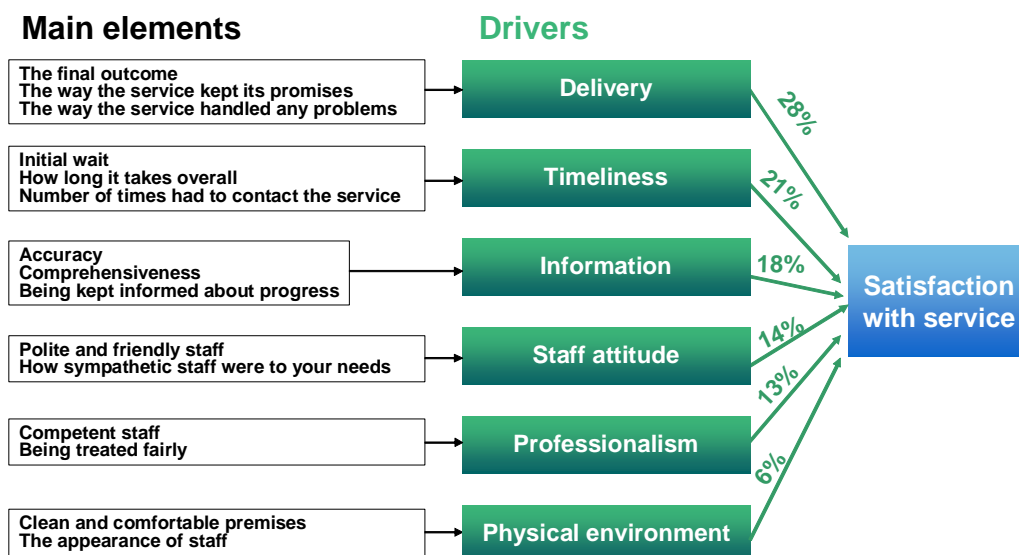 Main elements
Drivers
The final outcome
The way the service kept its promises
The way the service handled any problems
Delivery
28%
Initial wait
How long it takes overall
Number of times had to contact the service
Timeliness
21%
Accuracy
Comprehensiveness
Being kept informed about progress
Information
18%
Satisfaction
with service
Polite and friendly staff
How sympathetic staff were to your needs
Staff attitude
14%
Competent staff
Being treated fairly
Professionalism
13%
Clean and comfortable premises
The appearance of staff
Physical environment
6%